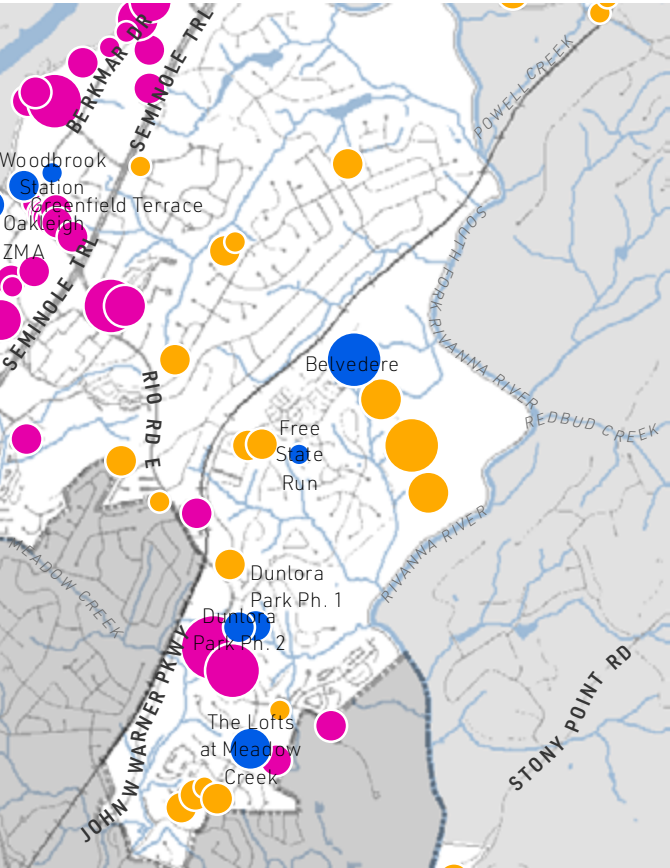 BERKMAR DR
SEMINOLE TRL
POWELL CREEK
Woodbrook
Station
Greenfield Terrace
Oakleigh
ZMA
SEMINOLE TRL
SOUTH FORK RIVANNA RIVER
Belvedere
RIO RD E
REDBUD CREEK
Free
State
Run
RIVANNA RIVER
MEADOW CREEK
Dunlora
Park Ph. 1
Dunlora
Park Ph. 2
JOHN W WARNER PKWY
STONY POINT RD
The Lofts
at Meadow
Creek